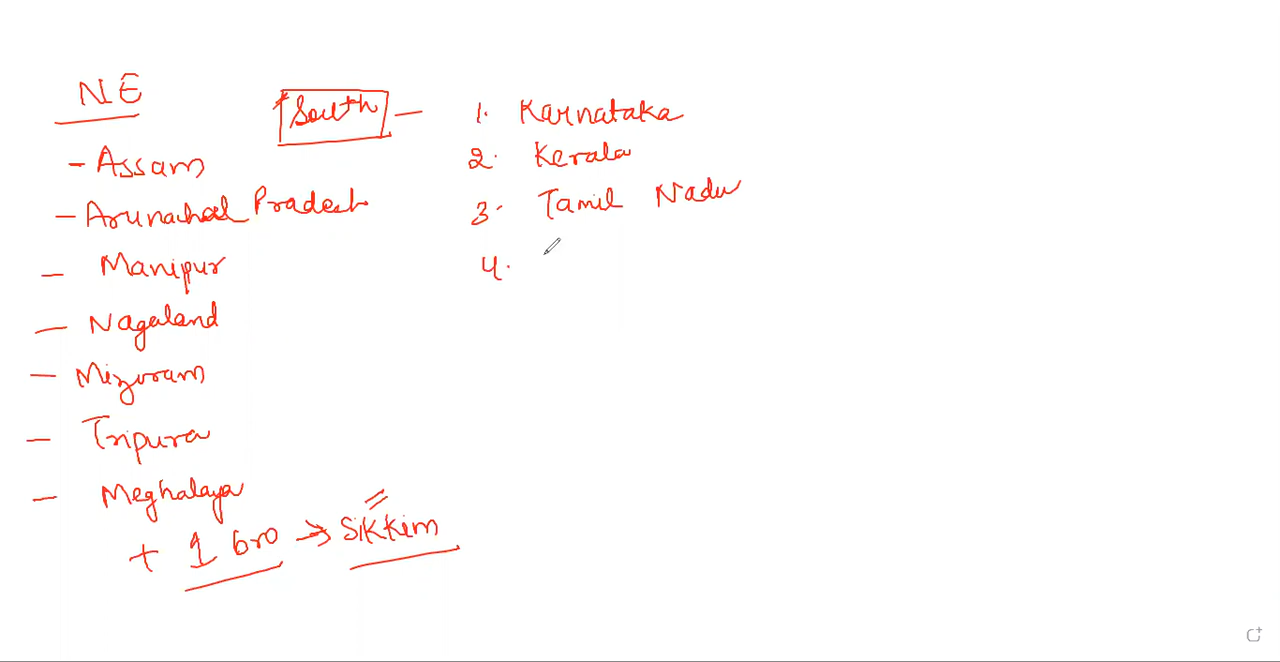 NE
- Assam
- Arunachal Pradesh
- Manipur
- Nagaland
- Mizoram
- Tripura
- Meghalaya
+ 1 bro → Sikkim
South -
1. Karnataka
2. Kerala
3. Tamil Nadu
4.